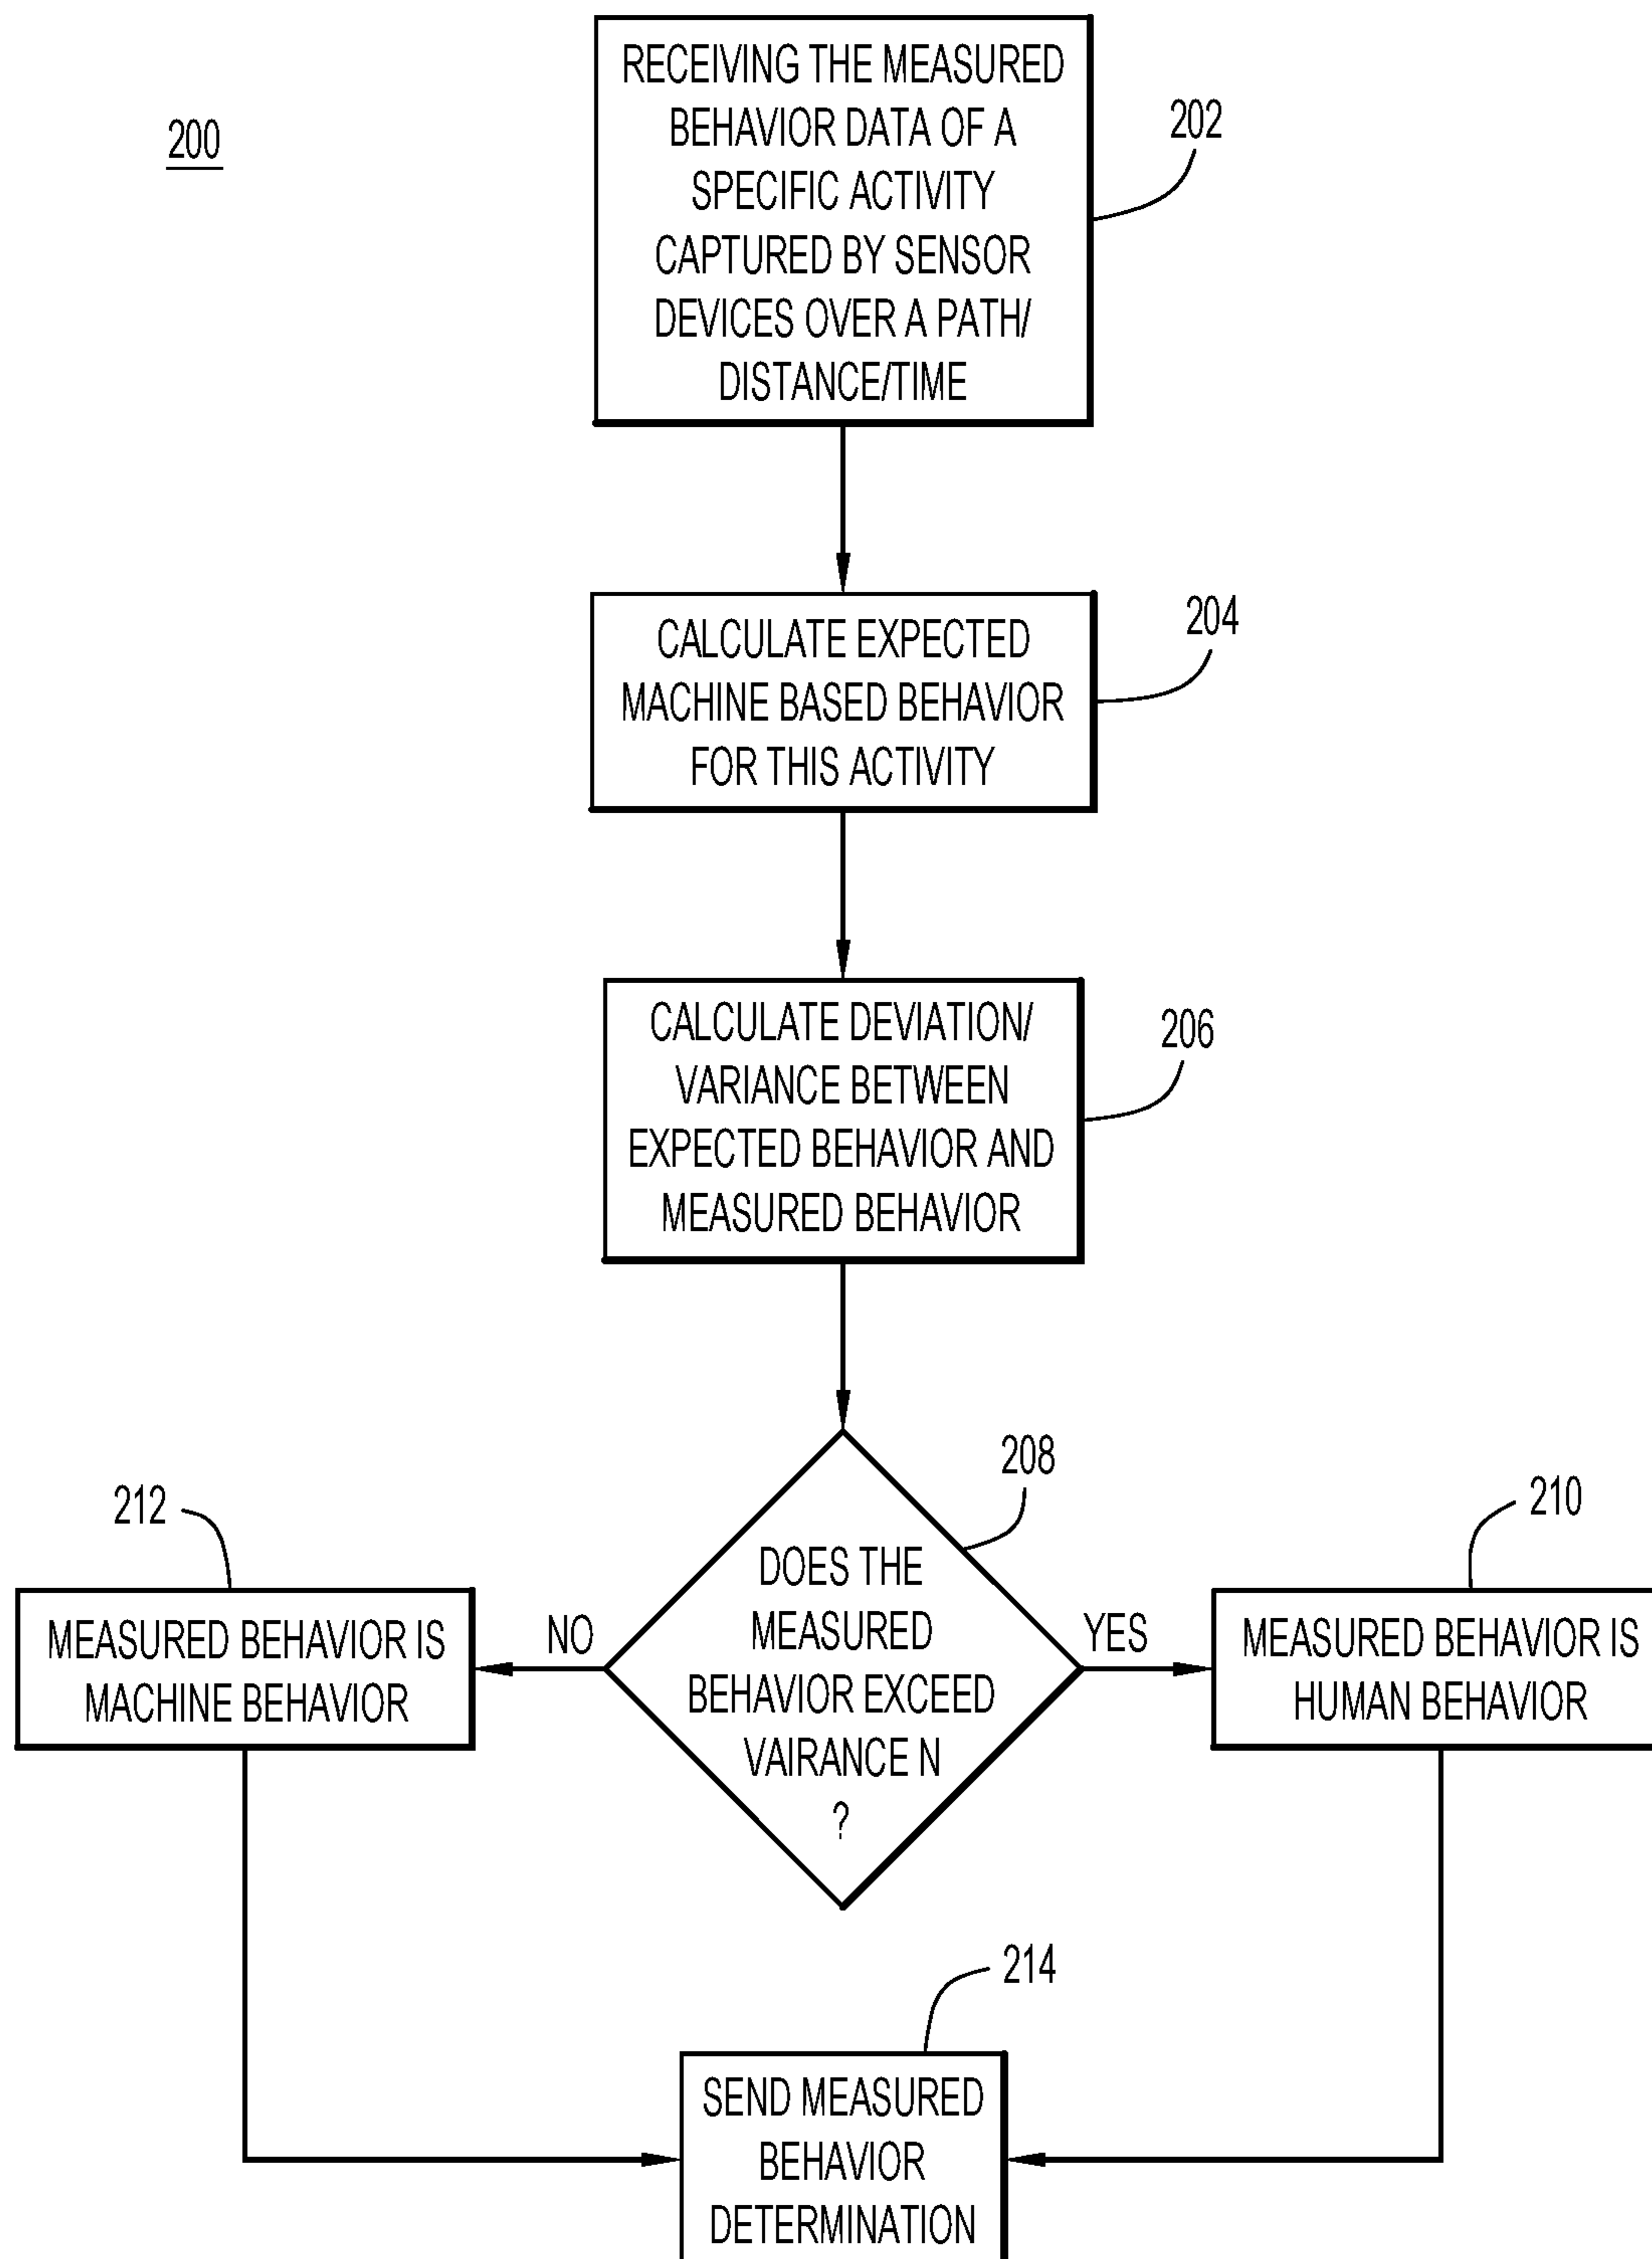 200
RECEIVING THE MEASURED
BEHAVIOR DATA OF A
SPECIFIC ACTIVITY
CAPTURED BY SENSOR
DEVICES OVER A PATH/
DISTANCE/TIME
202
CALCULATE EXPECTED
MACHINE BASED BEHAVIOR
FOR THIS ACTIVITY
204
CALCULATE DEVIATION/
VARIANCE BETWEEN
EXPECTED BEHAVIOR AND
MEASURED BEHAVIOR
206
208
DOES THE
MEASURED
BEHAVIOR EXCEED
VAIRANCE N
?
NO
YES
212
MEASURED BEHAVIOR IS
MACHINE BEHAVIOR
210
MEASURED BEHAVIOR IS
HUMAN BEHAVIOR
214
SEND MEASURED
BEHAVIOR
DETERMINATION